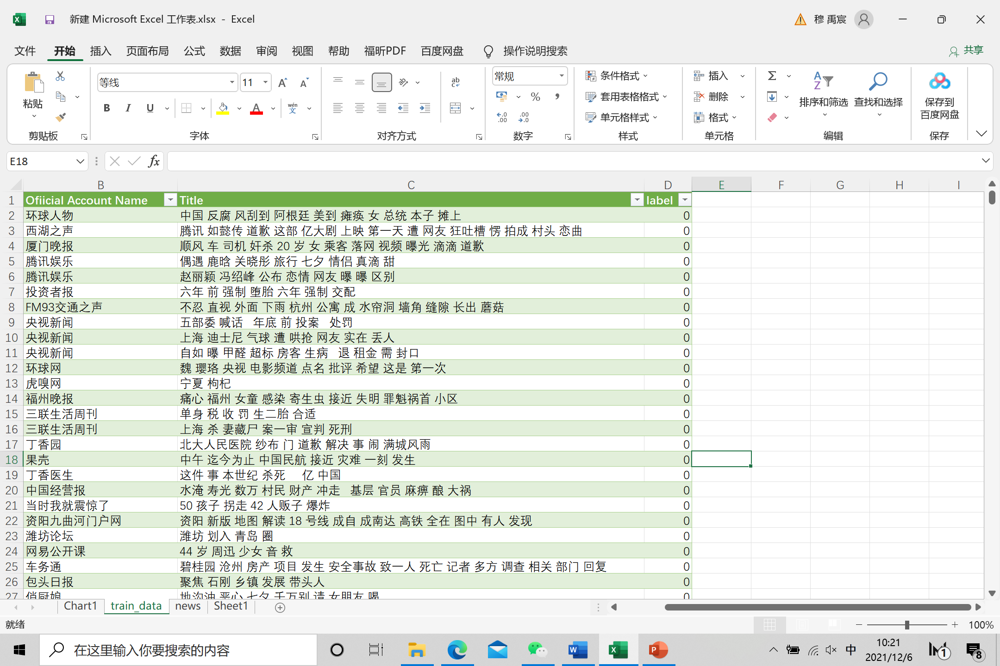 新建 Microsoft Excel 工作表.xlsx - Excel
穆 禹宸
文件 开始 插入 页面布局 公式 数据 审阅 视图 帮助 福昕PDF 百度网盘 操作说明搜索 共享
粘贴
剪贴板
等线 11
B I U A wén 文
字体
ab c
对齐方式
常规
% ,
数字
条件格式
套用表格格式
单元格样式
样式
插入
删除
格式
单元格
Σ
排序和筛选 查找和选择
编辑
保存到
百度网盘
保存
E18 fx
B C D E F G H I
1 Ofiicial Account Name Title label
2 环球人物 中国 反腐 风刮到 阿根廷 美到 瘫痪 女 总统 本子 摊上 0
3 西湖之声 腾讯 如懿传 道歉 这部 亿大剧 上映 第一天 遭 网友 狂吐槽 愣 拍成 村头 恋曲 0
4 厦门晚报 顺风 车 司机 奸杀 20 岁 女 乘客 落网 视频 曝光 滴滴 道歉 0
5 腾讯娱乐 偶遇 鹿晗 关晓彤 旅行 七夕 情侣 真滴 甜 0
6 腾讯娱乐 赵丽颖 冯绍峰 公布 恋情 网友 曝 曝 区别 0
7 投资者报 六年 前 强制 堕胎 六年 强制 交配 0
8 FM93交通之声 不忍 直视 外面 下雨 杭州 公寓 成 水帘洞 墙角 缝隙 长出 蘑菇 0
9 央视新闻 五部委 喊话 年底 前 投案 处罚 0
10 央视新闻 上海 迪士尼 气球 遭 哄抢 网友 实在 丢人 0
11 央视新闻 自如 曝 甲醛 超标 房客 生病 退 租金 需 封口 0
12 环球网 魏 璎珞 央视 电影频道 点名 批评 希望 这是 第一次 0
13 虎嗅网 宁夏 枸杞 0
14 福州晚报 痛心 福州 女童 感染 寄生虫 接近 失明 罪魁祸首 小区 0
15 三联生活周刊 单身 税 收 罚 生二胎 合适 0
16 三联生活周刊 上海 杀 妻藏尸 案一审 宣判 死刑 0
17 丁香园 北大人民医院 纱布 门 道歉 解决 事 闹 满城风雨 0
18 果壳 中午 迄今为止 中国民航 接近 灾难 一刻 发生 0
19 丁香医生 这件 事 本世纪 杀死 亿 中国 0
20 中国经营报 水淹 寿光 数万 村民 财产 冲走 基层 官员 麻痹 酿 大祸 0
21 当时我就震惊了 50 孩子 拐走 42 人贩子 爆炸 0
22 资阳九曲河门户网 资阳 新版 地图 解读 18 号线 成自 成南达 高铁 全在 图中 有人 发现 0
23 潍坊论坛 潍坊 划入 青岛 圈 0
24 网易公开课 44 岁 周迅 少女 音 救 0
25 车务通 碧桂园 沧州 房产 项目 发生 安全事故 致一人 死亡 记者 多方 调查 相关 部门 回复 0
26 包头日报 聚焦 石刚 乡镇 发展 带头人 0
27 俏厨娘 地沟油 恶心 七夕 千万别 请 女朋友 喝 0
Chart1 train_data news Sheet1
就绪 100%
在这里输入你要搜索的内容
中 10:21
2021/12/6
1 8